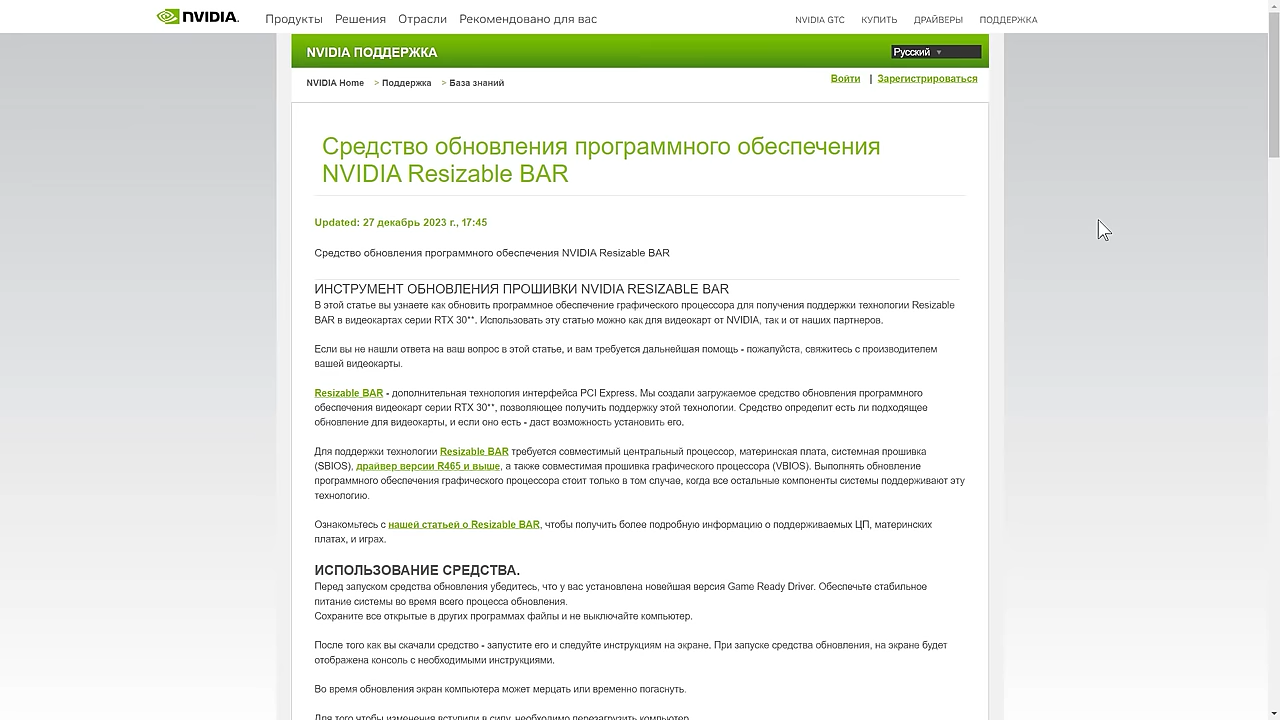 NVIDIA.
Продукты Решения Отрасли Рекомендовано для вас
NVIDIA GTC КУПИТЬ ДРАЙВЕРЫ ПОДДЕРЖКА
NVIDIA ПОДДЕРЖКА
Русский
NVIDIA Home > Поддержка > База знаний
Войти | Зарегистрироваться
Средство обновления программного обеспечения
NVIDIA Resizable BAR
Updated: 27 декабрь 2023 г., 17:45
Средство обновления программного обеспечения NVIDIA Resizable BAR
ИНСТРУМЕНТ ОБНОВЛЕНИЯ ПРОШИВКИ NVIDIA RESIZABLE BAR
В этой статье вы узнаете как обновить программное обеспечение графического процессора для получения поддержки технологии Resizable
BAR в видеокартах серии RTX 30**. Использовать эту статью можно как для видеокарт от NVIDIA, так и от наших партнеров.
Если вы не нашли ответа на ваш вопрос в этой статье, и вам требуется дальнейшая помощь - пожалуйста, свяжитесь с производителем
вашей видеокарты.
Resizable BAR - дополнительная технология интерфейса PCI Express. Мы создали загружаемое средство обновления программного
обеспечения видеокарт серии RTX 30**, позволяющее получить поддержку этой технологии. Средство определит есть ли подходящее
обновление для видеокарты, и если оно есть - даст возможность установить его.
Для поддержки технологии Resizable BAR требуется совместимый центральный процессор, материнская плата, системная прошивка
(SBIOS), драйвер версии R465 и выше, а также совместимая прошивка графического процессора (VBIOS). Выполнять обновление
программного обеспечения графического процессора стоит только в том случае, когда все остальные компоненты системы поддерживают эту
технологию.
Ознакомьтесь с нашей статьей о Resizable BAR, чтобы получить более подробную информацию о поддерживаемых ЦП, материнских
платах, и играх.
ИСПОЛЬЗОВАНИЕ СРЕДСТВА.
Перед запуском средства обновления убедитесь, что у вас установлена новейшая версия Game Ready Driver. Обеспечьте стабильное
питание системы во время всего процесса обновления.
Сохраните все открытые в других программах файлы и не выключайте компьютер.
После того как вы скачали средство - запустите его и следуйте инструкциям на экране. При запуске средства обновления, на экране будет
отображена консоль с необходимыми инструкциями.
Во время обновления экран компьютера может мерцать или временно погаснуть.
Для того чтобы изменения вступили в силу, необходимо перезагрузить компьютер.